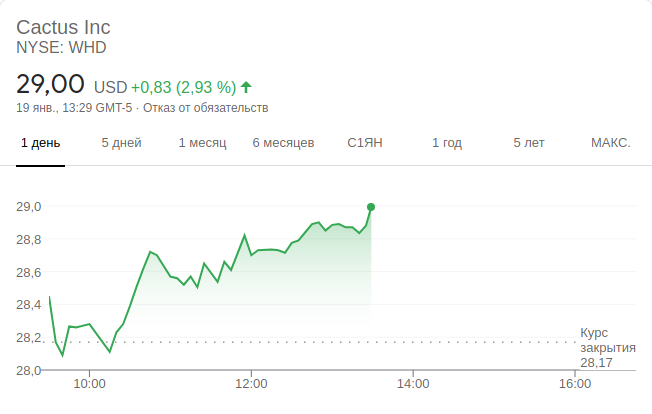 Cactus Inc
NYSE: WHD
29,00 USD +0,83 (2,93 %)
19 янв., 13:29 GMT-5 · Отказ от обязательств
1 день 5 дней 1 месяц 6 месяцев С1ЯН 1 год 5 лет МАКС.
29,0
28,8
28,6
28,4
28,2
28,0
Курс
закрытия
28,17
10:00 12:00 14:00 16:00